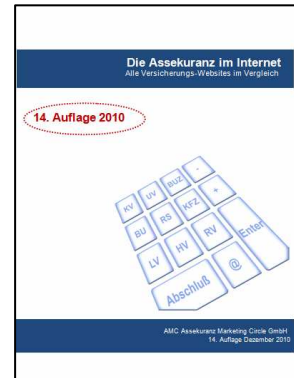 Die Assekuranz im Internet
Alle Versicherungs-Websites im Vergleich
14. Auflage 2010
KV UV BUZ -
BU RS KFZ +
LV HV RV Enter
Abschluß @
AMC Assekuranz Marketing Circle GmbH
14. Auflage Dezember 2010